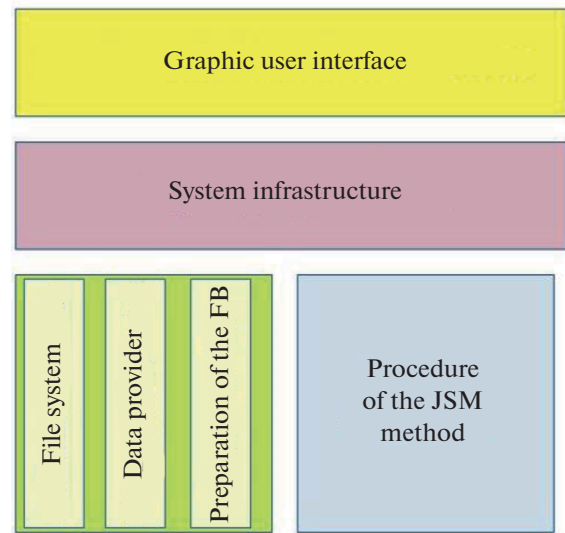 Graphic user interface
System infrastructure
File system
Data provider
Preparation of the FB
Procedure
of the JSM
method